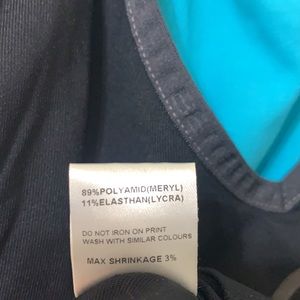 89%POLYAMID(MERYL)
11%ELASTHAN(LYCRA)
DO NOT IRON ON PRINT
WASH WITH SIMILAR COLOURS
MAX SHRINKAGE 3%